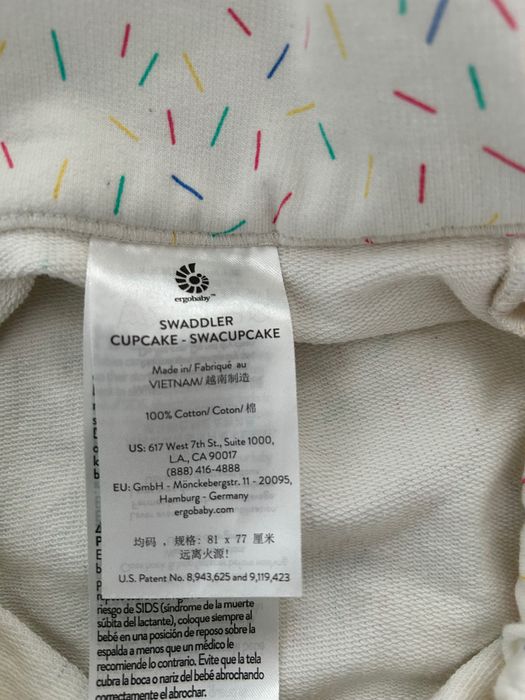 ergobaby™
SWADDLER
CUPCAKE - SWACUPCAKE
Made in/ Fabriqué au
VIETNAM/ 越南制造
100% Cotton/ Coton/ 棉
US: 617 West 7th St., Suite 1000,
L.A., CA 90017
(888) 416-4888
EU: GmbH - Mönckebergstr. 11 - 20095,
Hamburg - Germany
ergobaby.com
均码，规格: 81 x 77 厘米
远离火源!
U.S. Patent No. 8,943,625 and 9,119,423
riesgo de SIDS (síndrome de la muerte
súbita del lactante), coloque siempre al
bebé en una posición de reposo sobre la
espalda a menos que un médico le
recomiende lo contrario. Evite que la tela
cubra la boca o nariz del bebé abrochando
correctamente el abrochar.